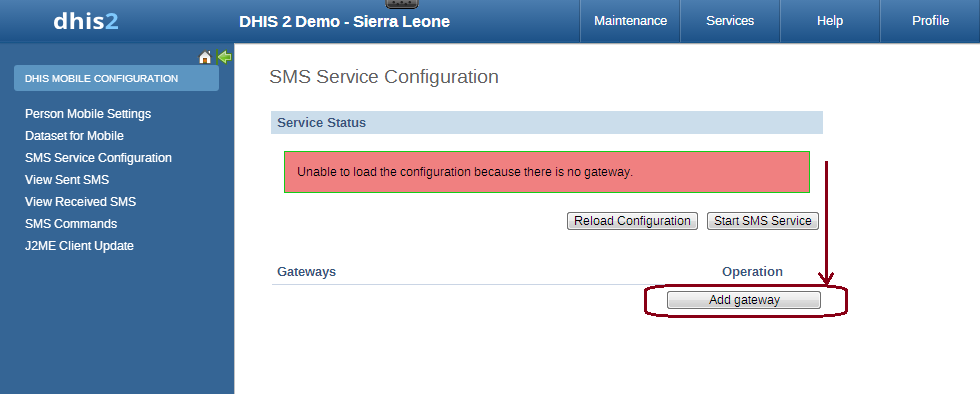 dhis2
DHIS 2 Demo - Sierra Leone
Maintenance
Services
Help
Profile
DHIS MOBILE CONFIGURATION
Person Mobile Settings
Dataset for Mobile
SMS Service Configuration
View Sent SMS
View Received SMS
SMS Commands
J2ME Client Update
SMS Service Configuration
Service Status
Unable to load the configuration because there is no gateway.
Reload Configuration
Start SMS Service
Gateways
Operation
Add gateway